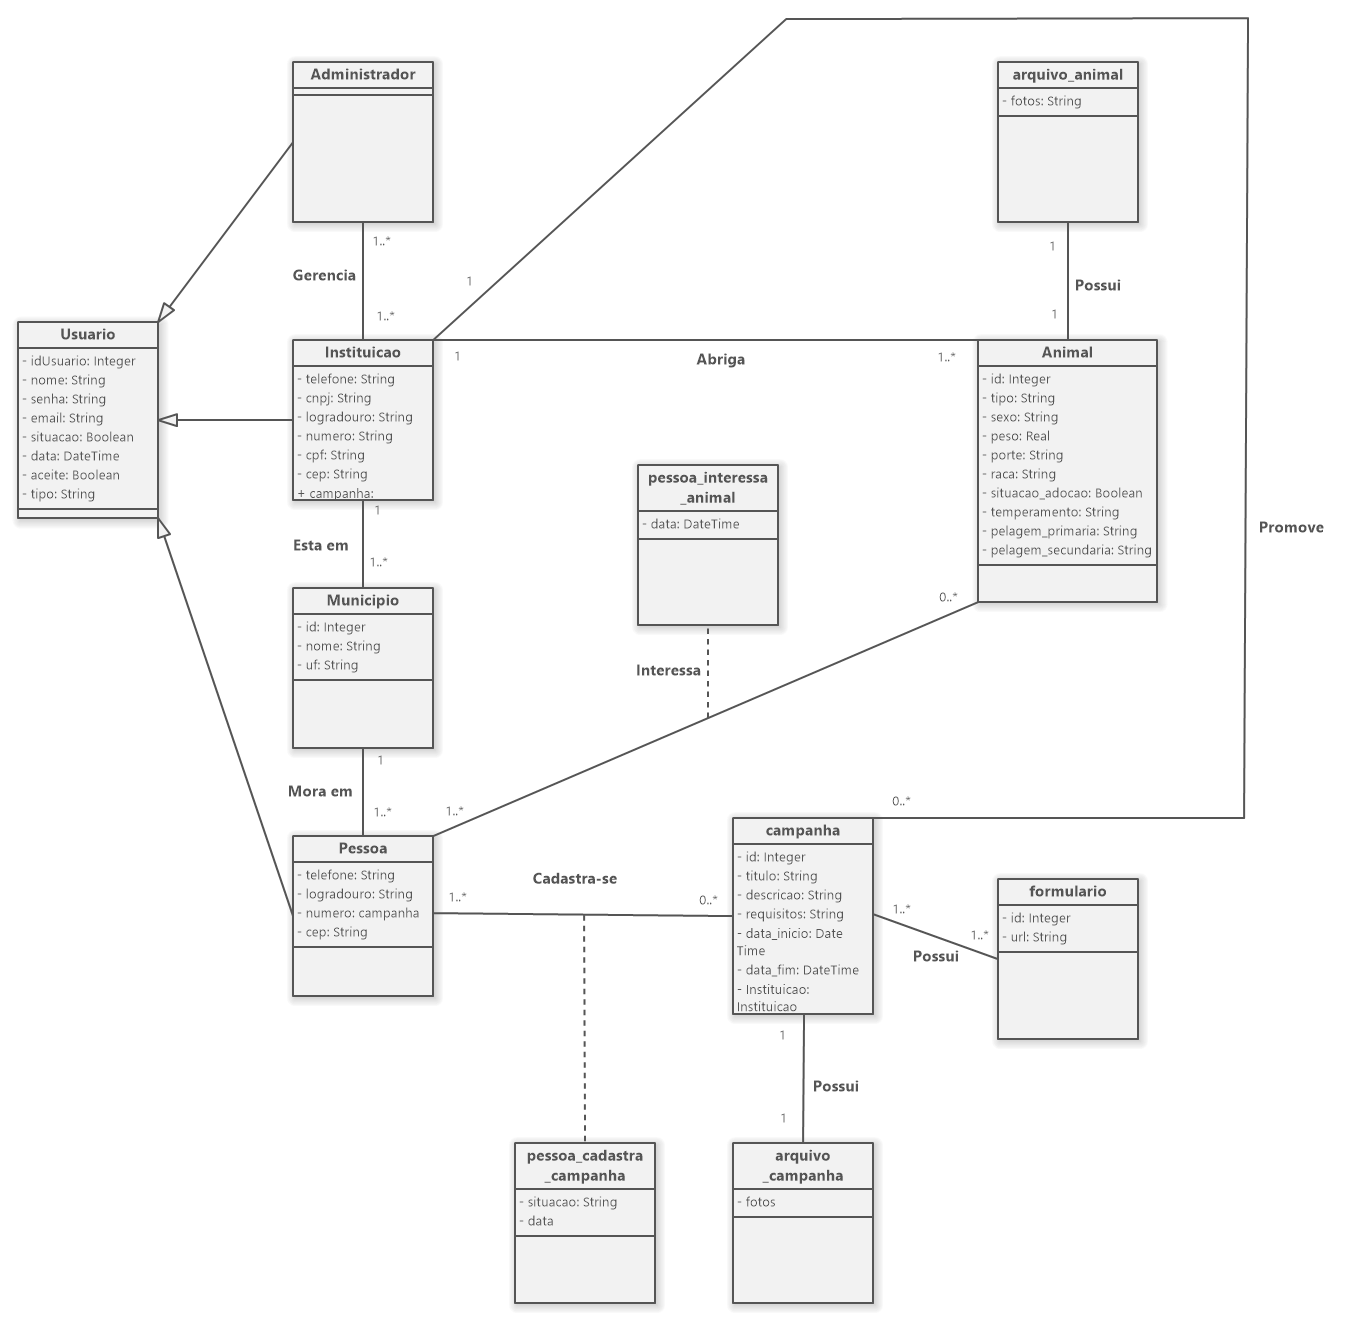 Administrador
arquivo_animal
- fotos: String
1..*
Gerencia
1..*
1
1
Possui
1
Usuario
- idUsuario: Integer
- nome: String
- senha: String
- email: String
- situacao: Boolean
- data: DateTime
- aceite: Boolean
- tipo: String
Instituicao
- telefone: String
- cnpj: String
- logradouro: String
- numero: String
- cpf: String
- cep: String
+ campanha:
1
Abriga
1..*
Animal
- id: Integer
- tipo: String
- sexo: String
- peso: Real
- porte: String
- raca: String
- situacao_adocao: Boolean
- temperamento: String
- pelagem_primaria: String
- pelagem_secundaria: String
pessoa_interessa
_animal
- data: DateTime
Promove
1
Esta em
1..*
Municipio
- id: Integer
- nome: String
- uf: String
0..*
Interessa
1
Mora em
1..*
1..*
0..*
Pessoa
- telefone: String
- logradouro: String
- numero: campanha
- cep: String
1..*
Cadastra-se
0..*
campanha
- id: Integer
- titulo: String
- descricao: String
- requisitos: String
- data_inicio: Date
Time
- data_fim: DateTime
- Instituicao:
Instituicao
1..*
1..*
Possui
formulario
- id: Integer
- url: String
1
Possui
1
pessoa_cadastra
_campanha
- situacao: String
- data
arquivo
_campanha
- fotos